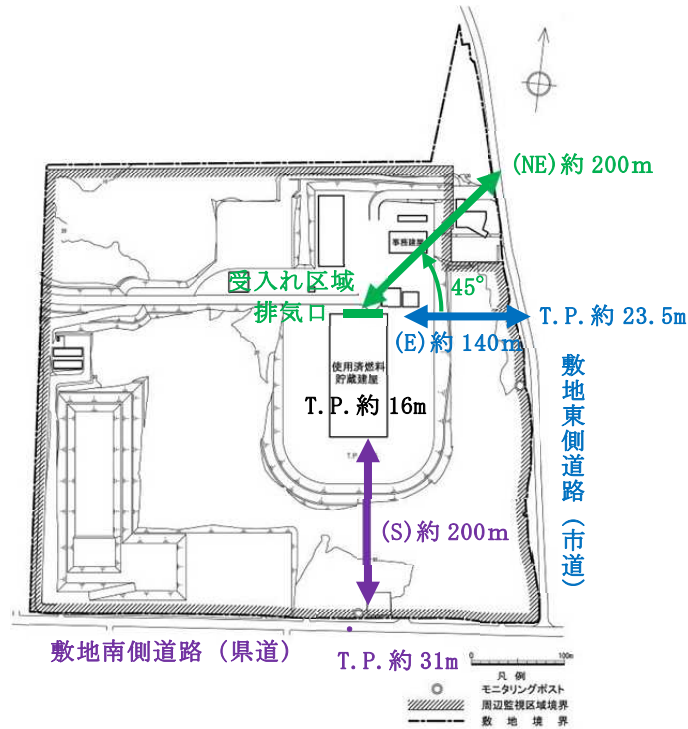 (NE)約 200m
事務建屋
受入れ区域
排気口
45°
(E)約 140m
T.P.約 23.5m
使用済燃料
貯蔵建屋
T.P.約 16m
敷地東側道路（市道）
T.P.
(S)約 200m
敷地南側道路（県道）
T.P.約 31m
0 100m
凡 例
モニタリングポスト
周辺監視区域境界
敷 地 境 界